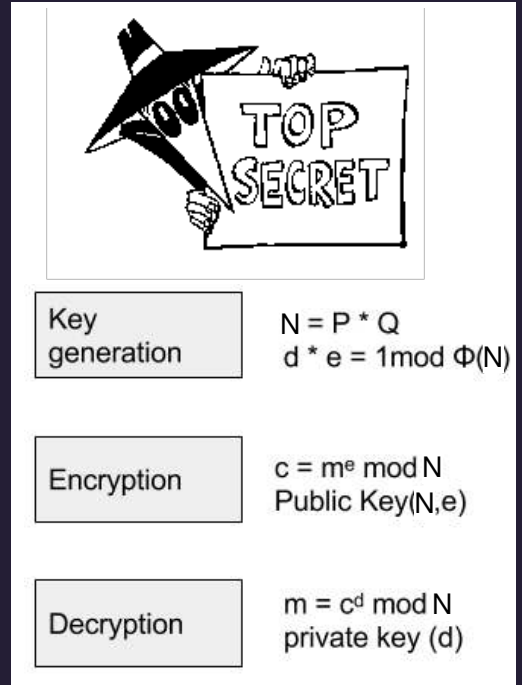 TOP
SECRET
Key
generation
N = P * Q
d * e = 1mod Φ(N)
Encryption
c = mᵉ mod N
Public Key(N,e)
Decryption
m = cᵈ mod N
private key (d)